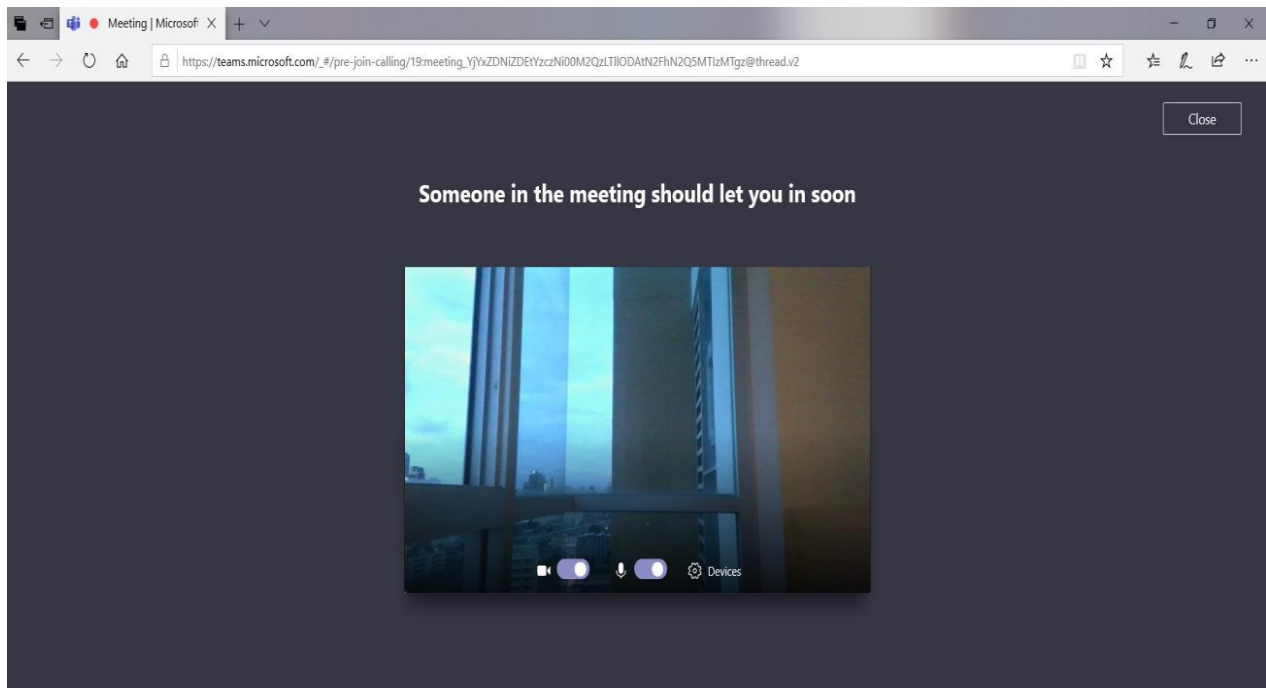 Meeting | Microsof
https://teams.microsoft.com/_#/pre-join-calling/19:meeting_YjYxZDNiZDEtYzczNi00M2QzLTllODAtN2FhN2Q5MTIzMTgz@thread.v2
Close
Someone in the meeting should let you in soon
Devices